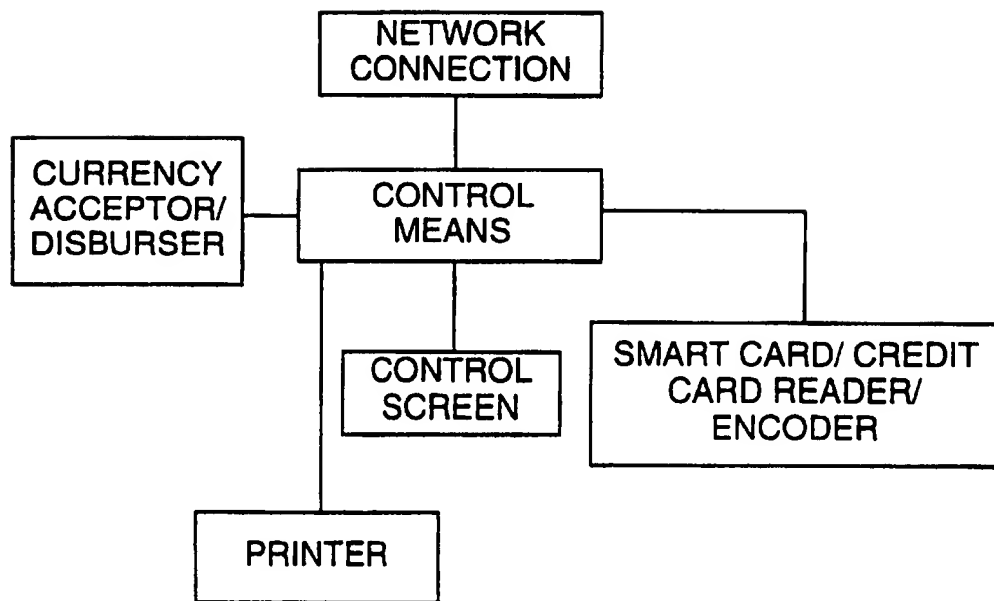 NETWORK
CONNECTION
CURRENCY
ACCEPTOR/
DISBURSER
CONTROL
MEANS
CONTROL
SCREEN
SMART CARD/ CREDIT
CARD READER/
ENCODER
PRINTER